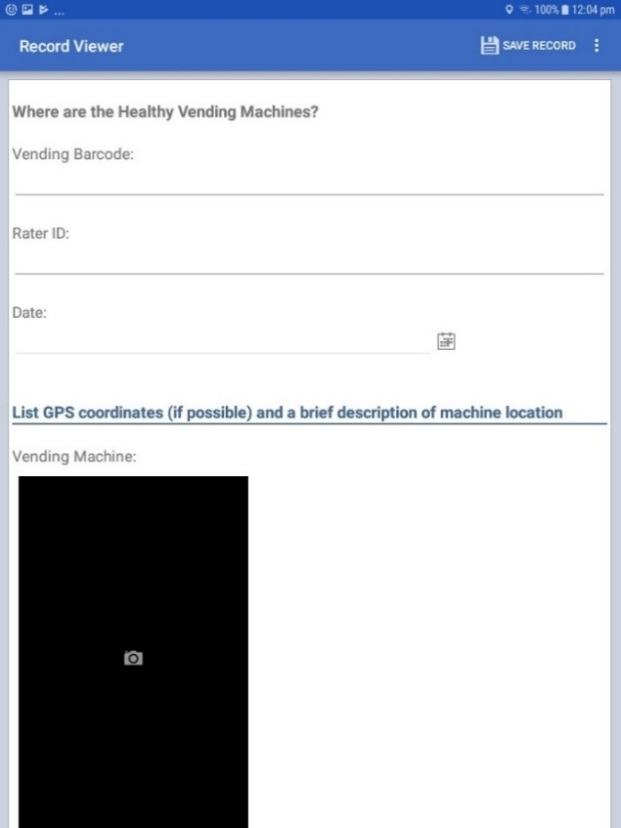 100% 12:04 pm
Record Viewer
SAVE RECORD
Where are the Healthy Vending Machines?
Vending Barcode:
Rater ID:
Date:
List GPS coordinates (if possible) and a brief description of machine location
Vending Machine: